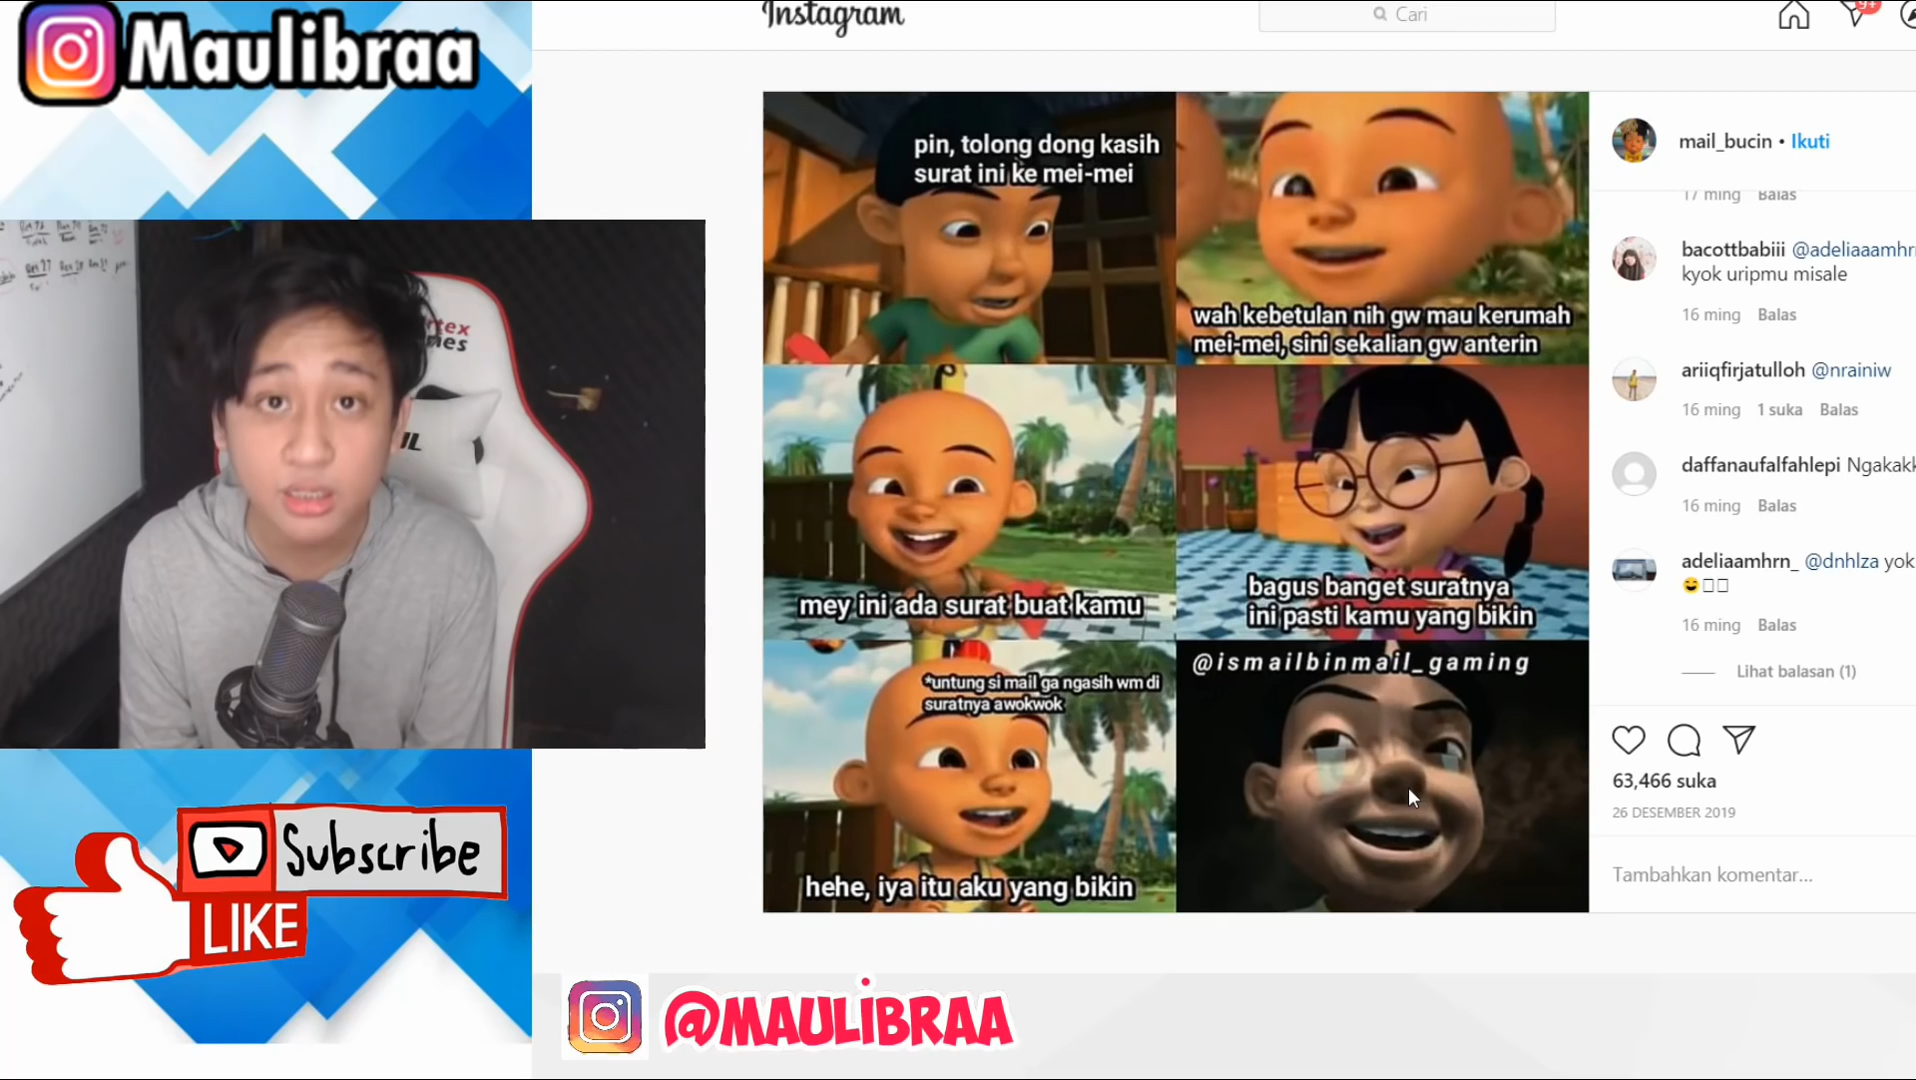 Maulibraa
Instagram
Cari
9+
pin, tolong dong kasih
surat ini ke mei-mei
wah kebetulan nih gw mau kerumah
mei-mei, sini sekalian gw anterin
mey ini ada surat buat kamu
bagus banget suratnya
ini pasti kamu yang bikin
*untung si mail ga ngasih wm di
suratnya awokwok
hehe, iya itu aku yang bikin
@ismailbinmail_gaming
mail_bucin • Ikuti
17 ming Balas
bacottbabiii @adeliaaamhr
kyok uripmu misale
16 ming Balas
ariiqfirjatulloh @nrainiw
16 ming 1 suka Balas
daffanaufalfahlepi Ngakakk
16 ming Balas
adeliaamhrn_ @dnhlza yok
16 ming Balas
Lihat balasan (1)
63,466 suka
26 DESEMBER 2019
Tambahkan komentar...
Subscribe
LIKE
@MAULIBRAA